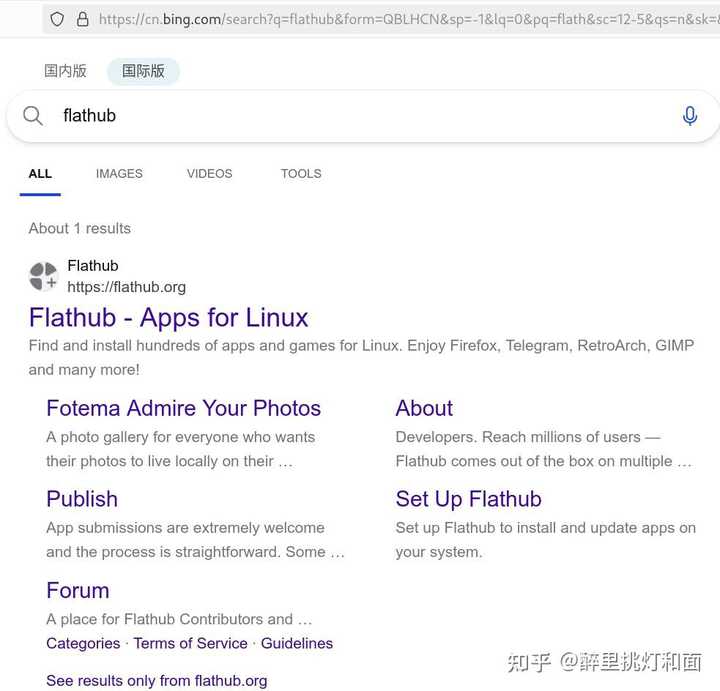 https://cn.bing.com/search?q=flathub&form=QBLHCN&sp=-1&lq=0&pq=flath&sc=12-5&qs=n&sk=&
国内版 国际版
flathub
ALL IMAGES VIDEOS TOOLS
About 1 results
Flathub
https://flathub.org
Flathub - Apps for Linux
Find and install hundreds of apps and games for Linux. Enjoy Firefox, Telegram, RetroArch, GIMP
and many more!
Fotema Admire Your Photos
A photo gallery for everyone who wants
their photos to live locally on their …
About
Developers. Reach millions of users —
Flathub comes out of the box on multiple …
Publish
App submissions are extremely welcome
and the process is straightforward. Some …
Set Up Flathub
Set up Flathub to install and update apps on
your system.
Forum
A place for Flathub Contributors and …
Categories · Terms of Service · Guidelines
See results only from flathub.org
知乎 @醉里挑灯和面